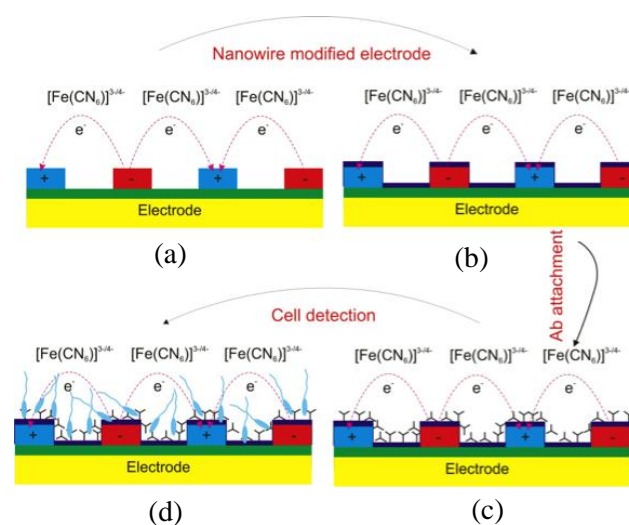 Nanowire modified electrode
[Fe(CN₆)]³⁻/⁴⁻ [Fe(CN₆)]³⁻/⁴⁻ [Fe(CN₆)]³⁻/⁴⁻
e⁻ e⁻ e⁻
+ - + -
Electrode
(a)
[Fe(CN₆)]³⁻/⁴⁻ [Fe(CN₆)]³⁻/⁴⁻ [Fe(CN₆)]³⁻/⁴⁻
e⁻ e⁻ e⁻
+ - + -
Electrode
(b)
Ab attachment
Cell detection
[Fe(CN₆)]³⁻/⁴⁻ [Fe(CN₆)]³⁻/⁴⁻ [Fe(CN₆)]³⁻/⁴⁻
e⁻ e⁻ e⁻
+ - + -
Electrode
(d)
[Fe(CN₆)]³⁻/⁴⁻ [Fe(CN₆)]³⁻/⁴⁻ [Fe(CN₆)]³⁻/⁴⁻
e⁻ e⁻ e⁻
+ - + -
Electrode
(c)